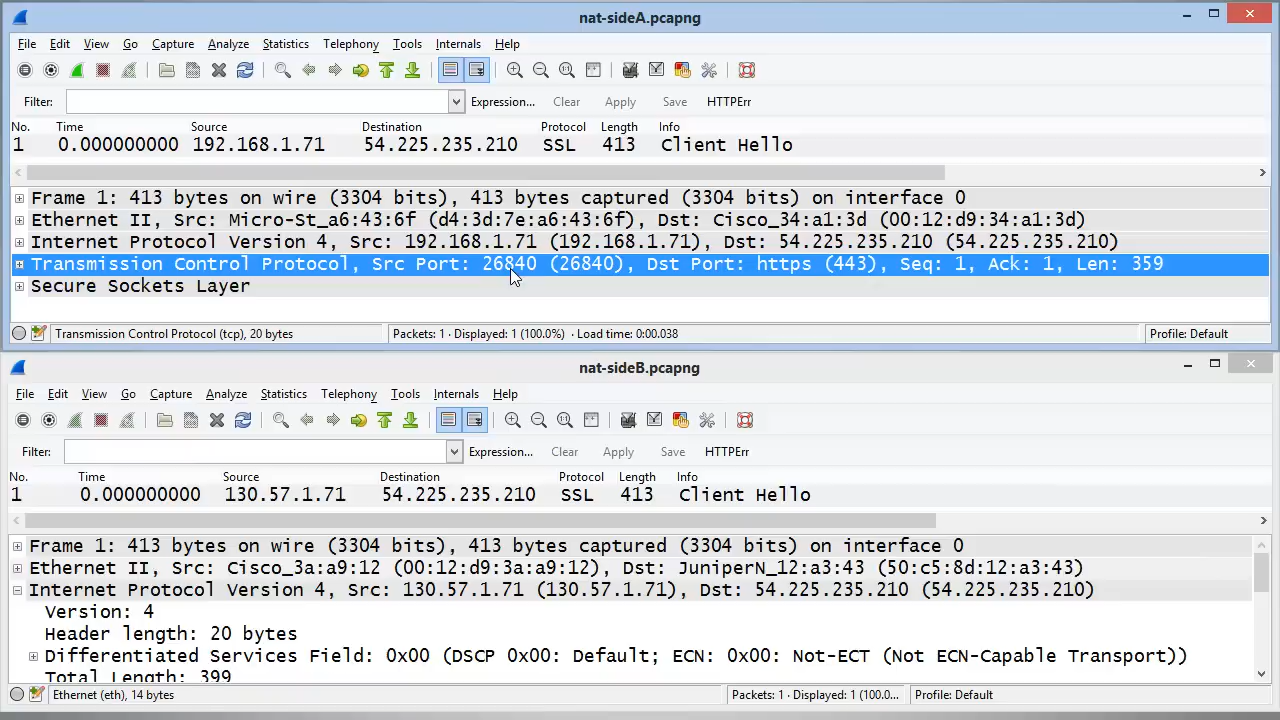 nat-sideA.pcapng
File Edit View Go Capture Analyze Statistics Telephony Tools Internals Help
Filter: Expression... Clear Apply Save HTTPErr
No. Time Source Destination Protocol Length Info
1 0.000000000 192.168.1.71 54.225.235.210 SSL 413 Client Hello
Frame 1: 413 bytes on wire (3304 bits), 413 bytes captured (3304 bits) on interface 0
Ethernet II, Src: Micro-St_a6:43:6f (d4:3d:7e:a6:43:6f), Dst: Cisco_34:a1:3d (00:12:d9:34:a1:3d)
Internet Protocol Version 4, Src: 192.168.1.71 (192.168.1.71), Dst: 54.225.235.210 (54.225.235.210)
Transmission Control Protocol, Src Port: 26840 (26840), Dst Port: https (443), Seq: 1, Ack: 1, Len: 359
Secure Sockets Layer
Transmission Control Protocol (tcp), 20 bytes Packets: 1 · Displayed: 1 (100.0%) · Load time: 0:00.038 Profile: Default
nat-sideB.pcapng
File Edit View Go Capture Analyze Statistics Telephony Tools Internals Help
Filter: Expression... Clear Apply Save HTTPErr
No. Time Source Destination Protocol Length Info
1 0.000000000 130.57.1.71 54.225.235.210 SSL 413 Client Hello
Frame 1: 413 bytes on wire (3304 bits), 413 bytes captured (3304 bits) on interface 0
Ethernet II, Src: Cisco_3a:a9:12 (00:12:d9:3a:a9:12), Dst: JuniperN_12:a3:43 (50:c5:8d:12:a3:43)
Internet Protocol Version 4, Src: 130.57.1.71 (130.57.1.71), Dst: 54.225.235.210 (54.225.235.210)
Version: 4
Header length: 20 bytes
Differentiated Services Field: 0x00 (DSCP 0x00: Default; ECN: 0x00: Not-ECT (Not ECN-Capable Transport))
Total Length: 399
Ethernet (eth), 14 bytes Packets: 1 · Displayed: 1 (100.0... Profile: Default